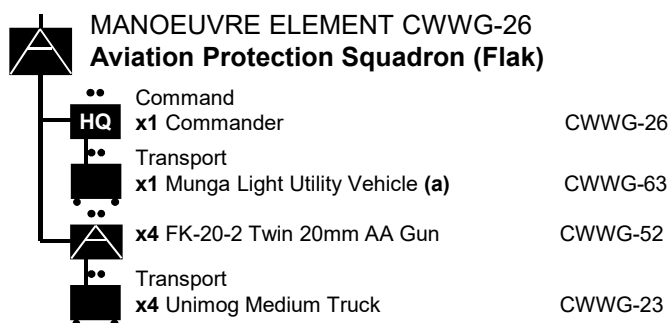 MANOEUVRE ELEMENT CWWG-26
Aviation Protection Squadron (Flak)
Command
HQ x1 Commander CWWG-26
Transport
x1 Munga Light Utility Vehicle (a) CWWG-63
x4 FK-20-2 Twin 20mm AA Gun CWWG-52
Transport
x4 Unimog Medium Truck CWWG-23